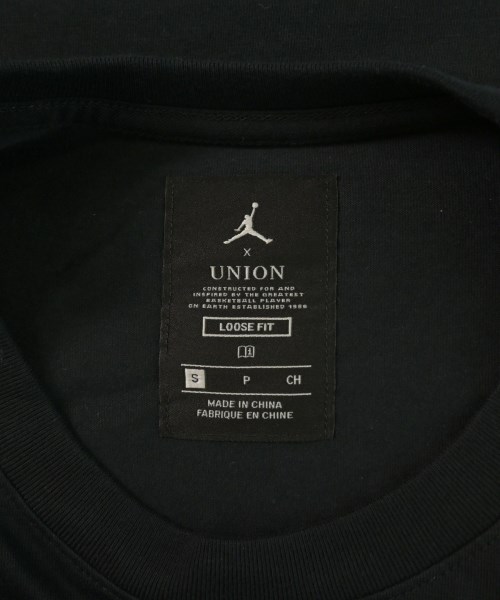 X
UNION
CONSTRUCTED FOR AND
INSPIRED BY THE GREATEST
BASKETBALL PLAYER
ON EARTH ESTABLISHED 1986
LOOSE FIT
S P CH
MADE IN CHINA
FABRIQUE EN CHINE